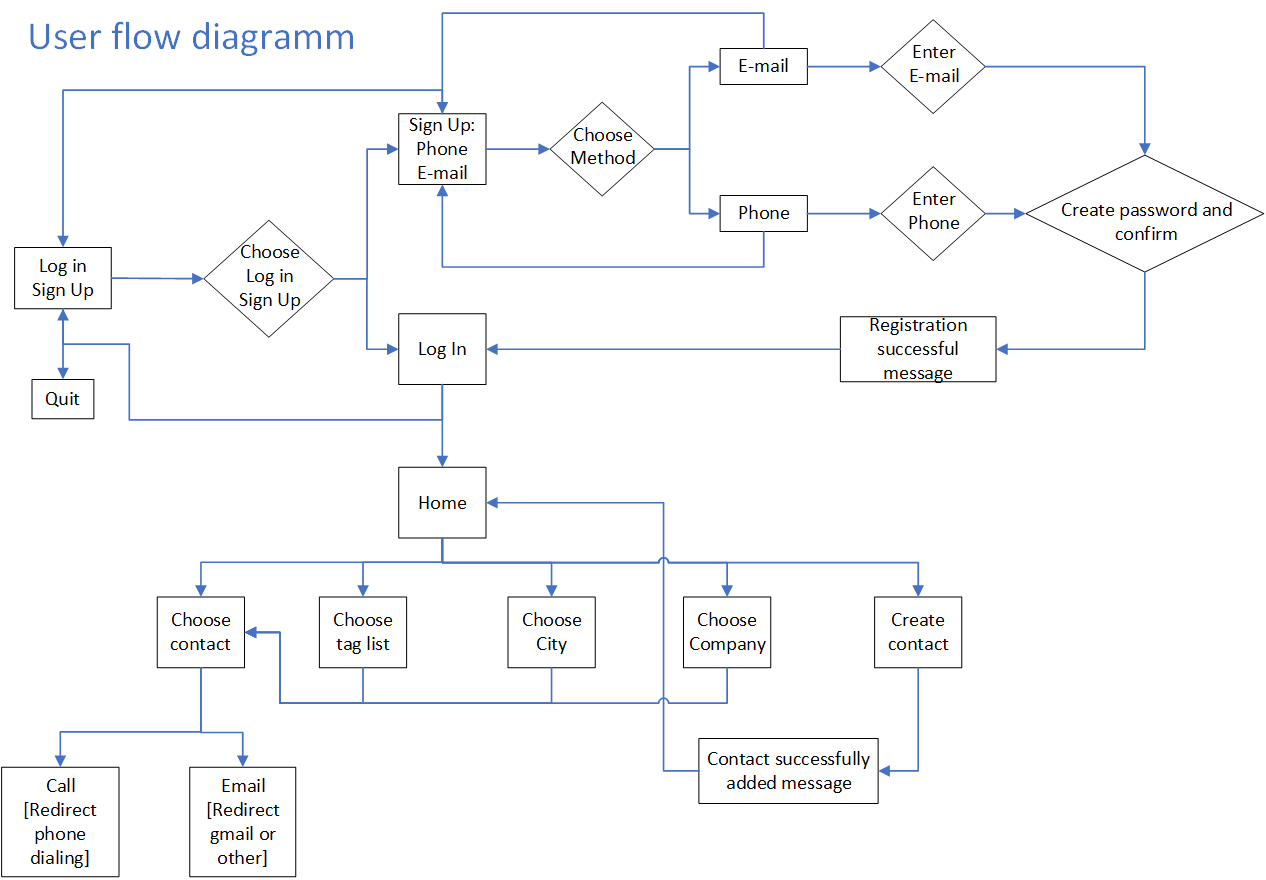 User flow diagramm
E-mail
Enter
E-mail
Sign Up:
Phone
E-mail
Choose
Method
Phone
Enter
Phone
Create password and
confirm
Log in
Sign Up
Choose
Log in
Sign Up
Log In
Registration
successful
message
Quit
Home
Choose
contact
Choose
tag list
Choose
City
Choose
Company
Create
contact
Contact successfully
added message
Call
[Redirect
phone
dialing]
Email
[Redirect
gmail or
other]